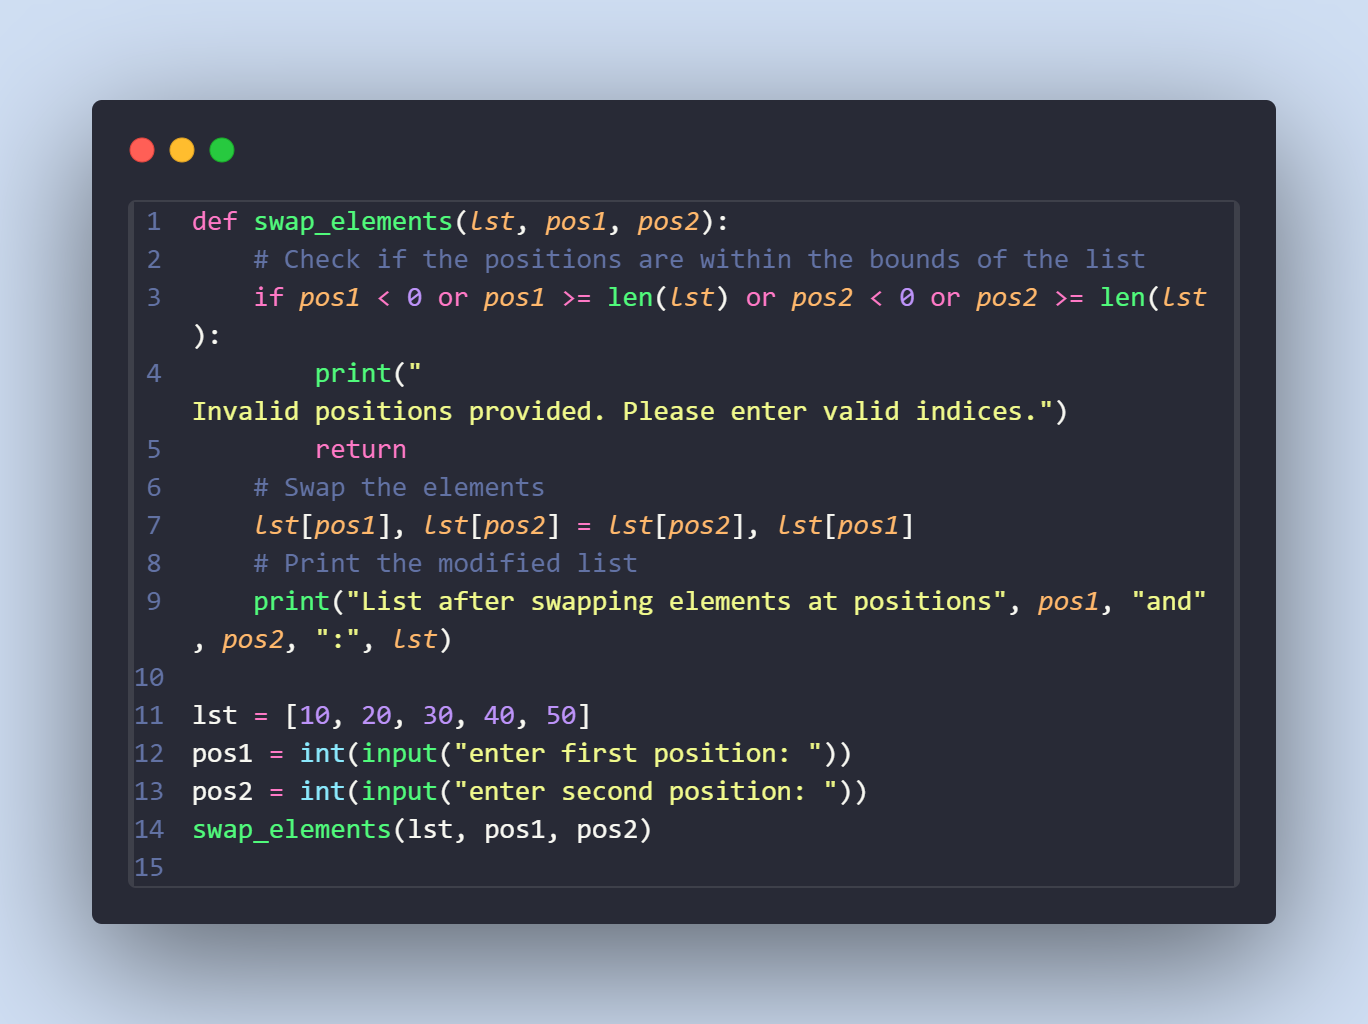 1 def swap_elements(lst, pos1, pos2):
2     # Check if the positions are within the bounds of the list
3     if pos1 < 0 or pos1 >= len(lst) or pos2 < 0 or pos2 >= len(lst
):
4         print("
Invalid positions provided. Please enter valid indices.")
5         return
6     # Swap the elements
7     lst[pos1], lst[pos2] = lst[pos2], lst[pos1]
8     # Print the modified list
9     print("List after swapping elements at positions", pos1, "and"
, pos2, ":", lst)
10
11 lst = [10, 20, 30, 40, 50]
12 pos1 = int(input("enter first position: "))
13 pos2 = int(input("enter second position: "))
14 swap_elements(lst, pos1, pos2)
15